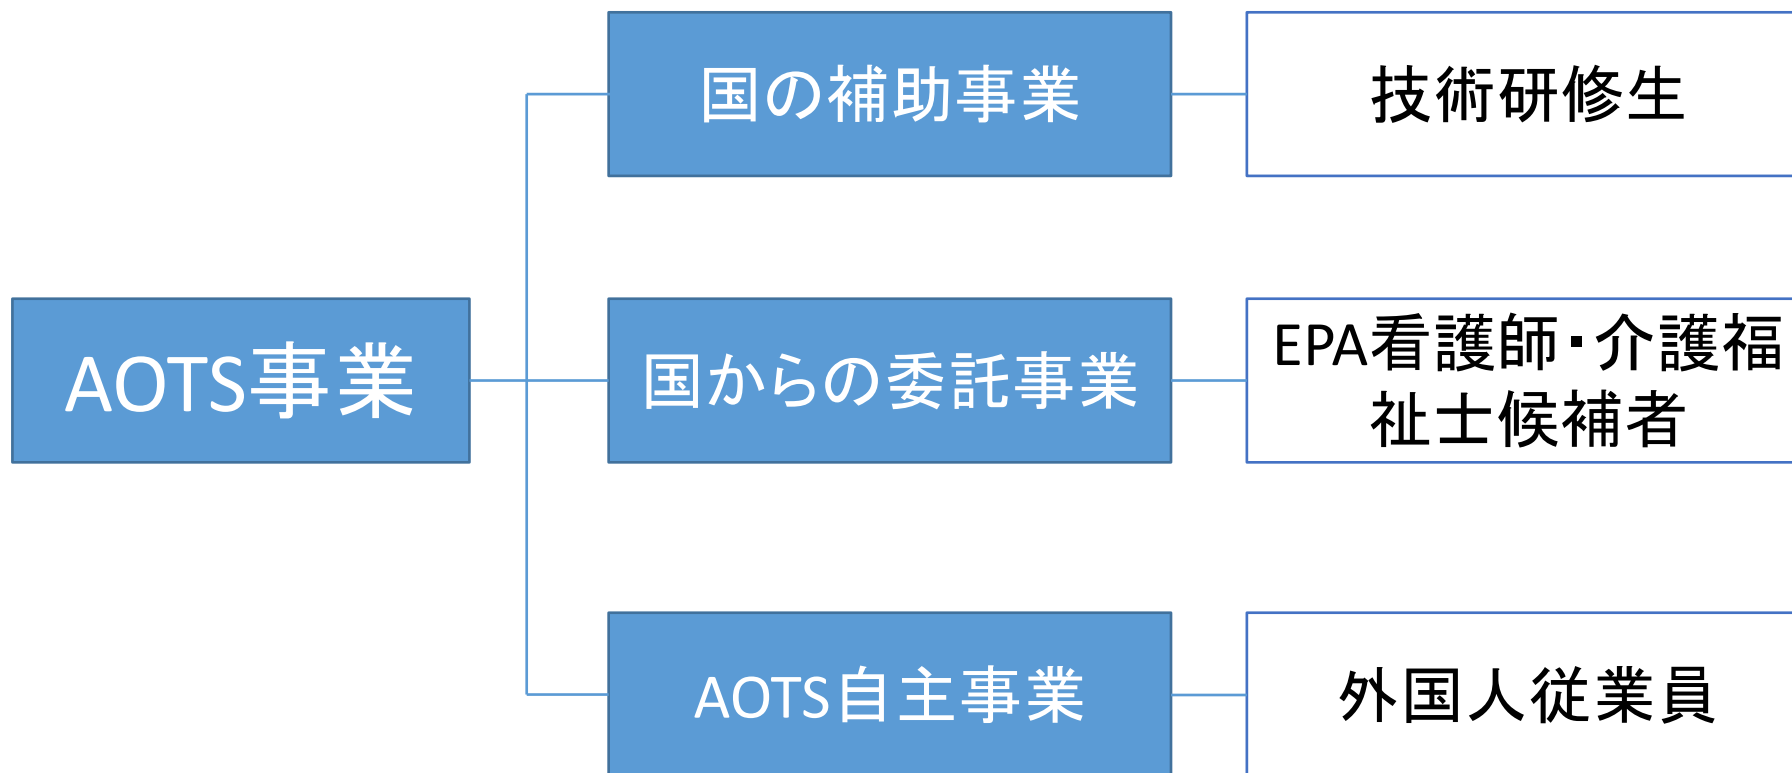 国の補助事業
技術研修生
AOTS事業
国からの委託事業
EPA看護師・介護福
祉士候補者
AOTS自主事業
外国人従業員